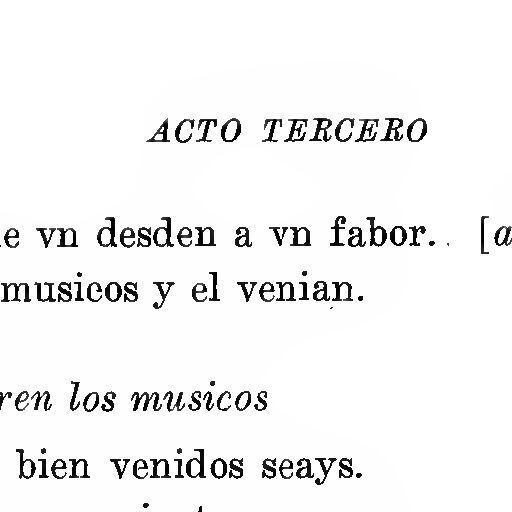 ACTO TERCERO
e vn desden a vn fabor. [a
musicos y el venian.
ren los musicos
bien venidos seays.